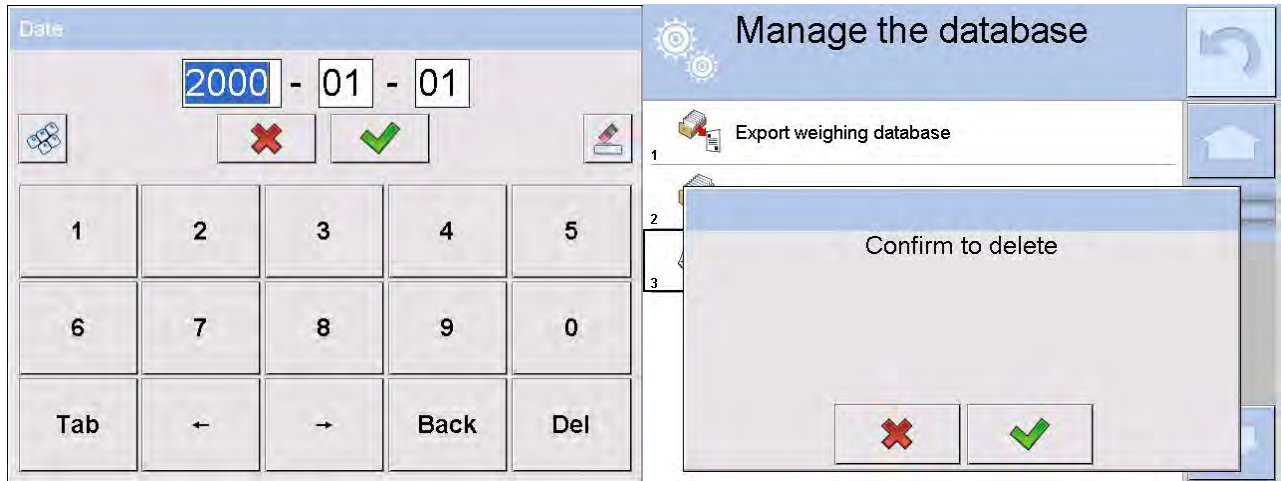 Date
2000 - 01 - 01
1 2 3 4 5
6 7 8 9 0
Tab ← → Back Del
Manage the database
1 Export weighing database
2
3
Confirm to delete